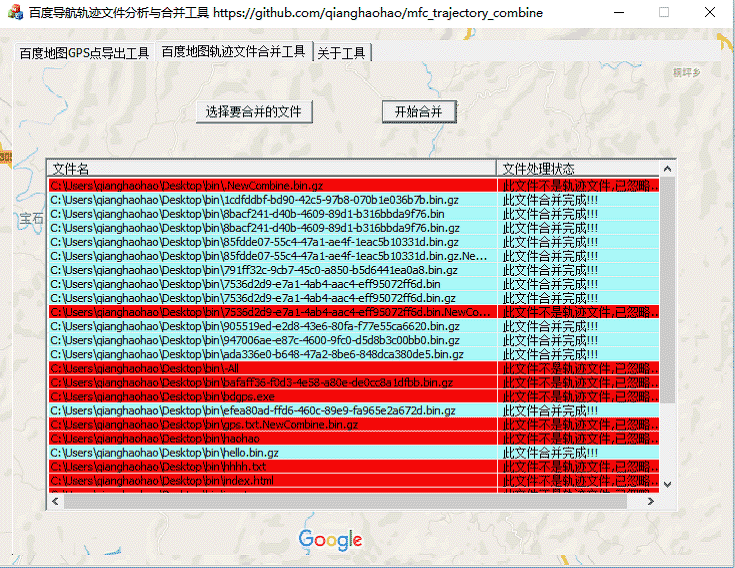 百度导航轨迹文件分析与合并工具 https://github.com/qianghaohao/mfc_trajectory_combine
百度地图GPS点导出工具 百度地图轨迹文件合并工具 关于工具
桐坪乡
选择要合并的文件 开始合并
文件名 文件处理状态
C:\Users\qianghaohao\Desktop\bin\.NewCombine.bin.gz 此文件不是轨迹文件,已忽略..
C:\Users\qianghaohao\Desktop\bin\1cdfddbf-bd90-42c5-97b8-070b1e036b7b.bin.gz 此文件合并完成!!!
C:\Users\qianghaohao\Desktop\bin\8bacf241-d40b-4609-89d1-b316bbda9f76.bin 此文件合并完成!!!
C:\Users\qianghaohao\Desktop\bin\8bacf241-d40b-4609-89d1-b316bbda9f76.bin.gz 此文件合并完成!!!
C:\Users\qianghaohao\Desktop\bin\85fdde07-55c4-47a1-ae4f-1eac5b10331d.bin.gz 此文件合并完成!!!
C:\Users\qianghaohao\Desktop\bin\85fdde07-55c4-47a1-ae4f-1eac5b10331d.bin.gz.Ne... 此文件合并完成!!!
C:\Users\qianghaohao\Desktop\bin\791ff32c-9cb7-45c0-a850-b5d6441ea0a8.bin.gz 此文件合并完成!!!
C:\Users\qianghaohao\Desktop\bin\7536d2d9-e7a1-4ab4-aac4-eff95072ff6d.bin 此文件合并完成!!!
C:\Users\qianghaohao\Desktop\bin\7536d2d9-e7a1-4ab4-aac4-eff95072ff6d.bin.gz 此文件合并完成!!!
C:\Users\qianghaohao\Desktop\bin\7536d2d9-e7a1-4ab4-aac4-eff95072ff6d.bin.NewCo... 此文件不是轨迹文件,已忽略..
C:\Users\qianghaohao\Desktop\bin\905519ed-e2d8-43e6-80fa-f77e55ca6620.bin.gz 此文件合并完成!!!
C:\Users\qianghaohao\Desktop\bin\947006ae-e87c-4600-9fc0-d5d8b3c00bb0.bin.gz 此文件合并完成!!!
C:\Users\qianghaohao\Desktop\bin\ada336e0-b648-47a2-8be6-848dca380de5.bin.gz 此文件合并完成!!!
C:\Users\qianghaohao\Desktop\bin\-All 此文件不是轨迹文件,已忽略..
C:\Users\qianghaohao\Desktop\bin\bafaff36-f0d3-4e58-a80e-de0cc8a1dfbb.bin.gz 此文件不是轨迹文件,已忽略..
C:\Users\qianghaohao\Desktop\bin\bdgps.exe 此文件不是轨迹文件,已忽略..
C:\Users\qianghaohao\Desktop\bin\efea80ad-ffd6-460c-89e9-fa965e2a672d.bin.gz 此文件合并完成!!!
C:\Users\qianghaohao\Desktop\bin\gps.txt.NewCombine.bin.gz 此文件不是轨迹文件,已忽略..
C:\Users\qianghaohao\Desktop\bin\haohao 此文件不是轨迹文件,已忽略..
C:\Users\qianghaohao\Desktop\bin\hello.bin.gz 此文件合并完成!!!
C:\Users\qianghaohao\Desktop\bin\hhhh.txt 此文件不是轨迹文件,已忽略..
C:\Users\qianghaohao\Desktop\bin\index.html 此文件不是轨迹文件,已忽略..
宝石
Google